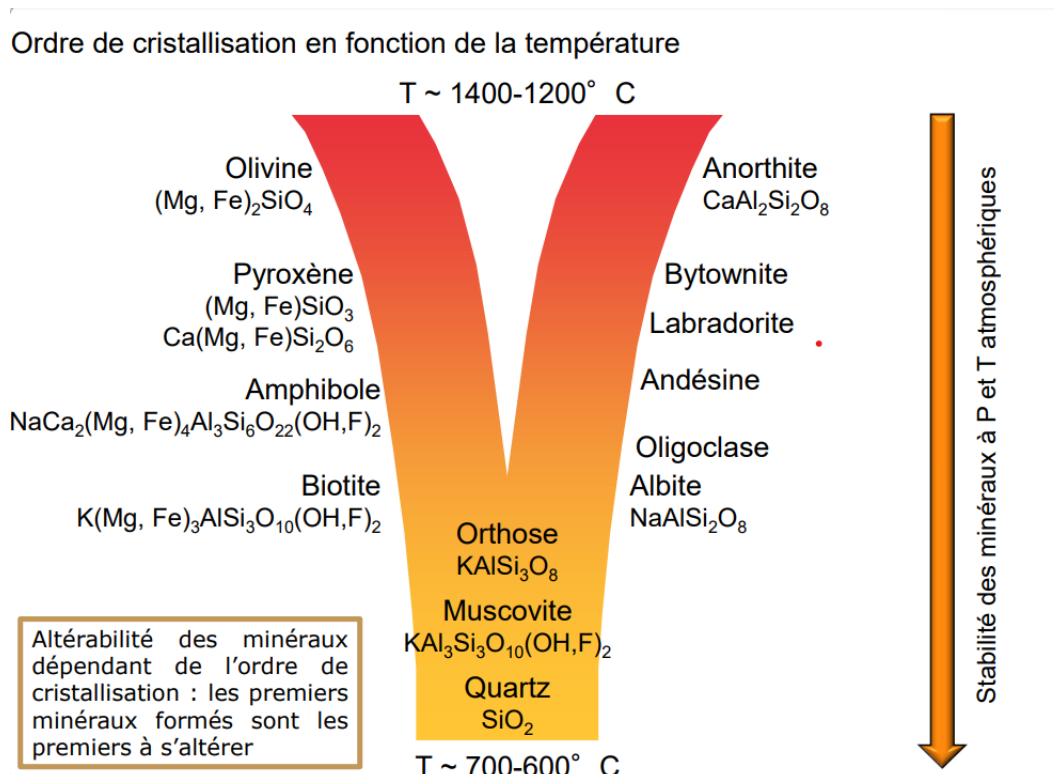 Ordre de cristallisation en fonction de la température
T ~ 1400-1200° C
Olivine
(Mg, Fe)₂SiO₄
Pyroxène
(Mg, Fe)SiO₃
Ca(Mg, Fe)Si₂O₆
Amphibole
NaCa₂(Mg, Fe)₄Al₃Si₆O₂₂(OH,F)₂
Biotite
K(Mg, Fe)₃AlSi₃O₁₀(OH,F)₂
Anorthite
CaAl₂Si₂O₈
Bytownite
Labradorite
Andésine
Oligoclase
Albite
NaAlSi₂O₈
Orthose
KAlSi₃O₈
Muscovite
KAl₃Si₃O₁₀(OH,F)₂
Quartz
SiO₂
T ~ 700-600° C
Altérabilité des minéraux
dépendant de l'ordre de
cristallisation : les premiers
minéraux formés sont les
premiers à s'altérer
Stabilité des minéraux à P et T atmosphériques